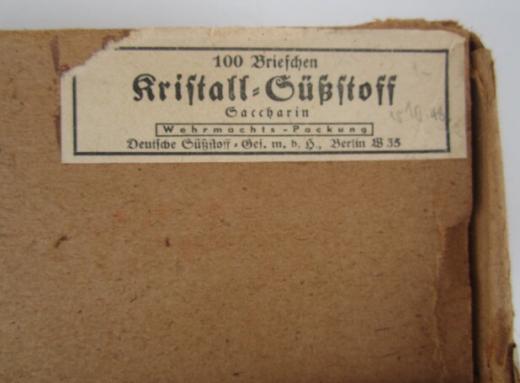 100 Briefchen
Kristall-Süßstoff
Saccharin
Wehrmachts-Packung
Deutsche Süßstoff-Ges. m. b. H., Berlin W 35